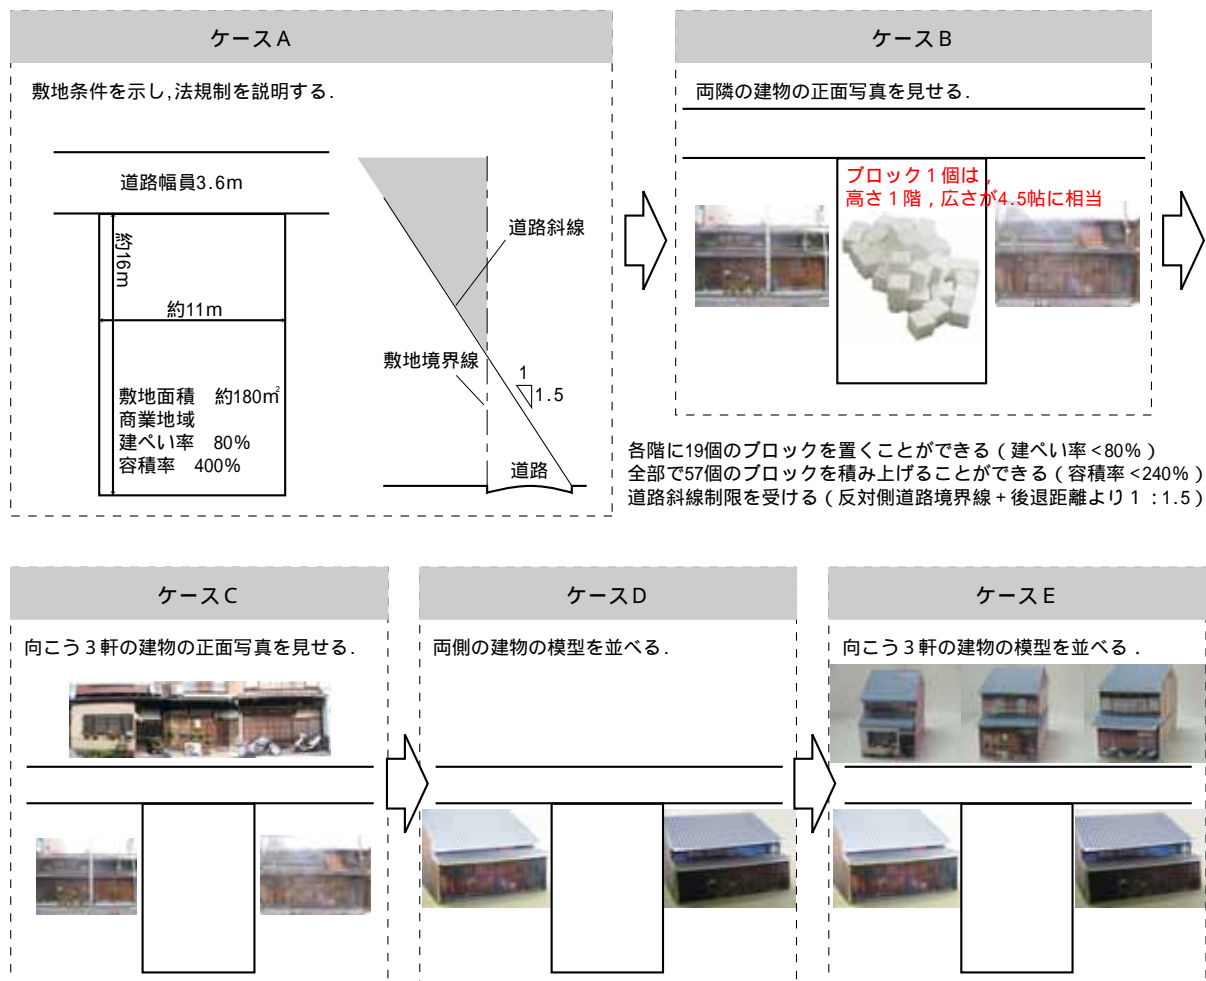 ケースA
敷地条件を示し,法規制を説明する.
道路幅員3.6m
約16m
約11m
敷地面積 約180㎡
商業地域
建ぺい率 80%
容積率 400%
道路斜線
敷地境界線
1
1.5
道路
ケースB
両隣の建物の正面写真を見せる.
ブロック1個は,
高さ1階,広さが4.5帖に相当
各階に19個のブロックを置くことができる(建ぺい率<80%)
全部で57個のブロックを積み上げることができる(容積率<240%)
道路斜線制限を受ける(反対側道路境界線+後退距離より1:1.5)
ケースC
向こう3軒の建物の正面写真を見せる.
ケースD
両側の建物の模型を並べる.
ケースE
向こう3軒の建物の模型を並べる.